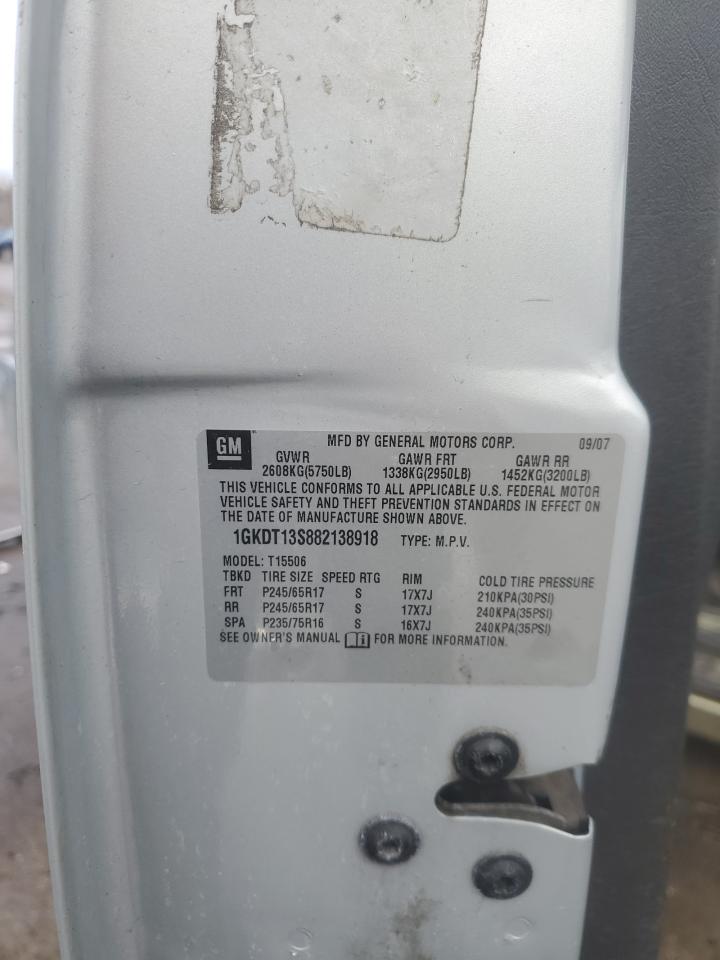 GM MFD BY GENERAL MOTORS CORP. 09/07
GVWR GAWR FRT GAWR RR
2608KG(5750LB) 1338KG(2950LB) 1452KG(3200LB)
THIS VEHICLE CONFORMS TO ALL APPLICABLE U.S. FEDERAL MOTOR
VEHICLE SAFETY AND THEFT PREVENTION STANDARDS IN EFFECT ON
THE DATE OF MANUFACTURE SHOWN ABOVE.
1GKDT13S882138918 TYPE: M.P.V.
MODEL: T15506
TBKD TIRE SIZE SPEED RTG RIM COLD TIRE PRESSURE
FRT P245/65R17 S 17X7J 210KPA(30PSI)
RR P245/65R17 S 17X7J 240KPA(35PSI)
SPA P235/75R16 S 16X7J 240KPA(35PSI)
SEE OWNER'S MANUAL FOR MORE INFORMATION.